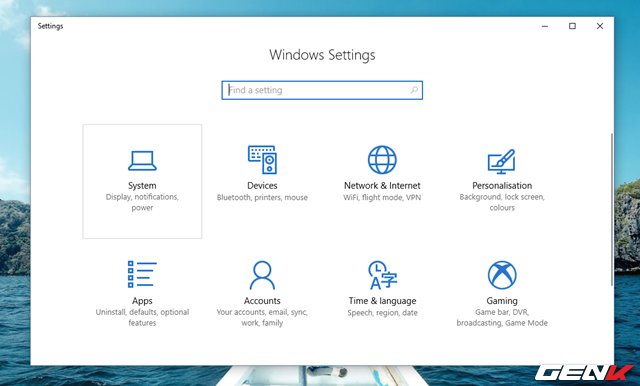 Settings
Windows Settings
Find a setting
System
Display, notifications,
power
Devices
Bluetooth, printers, mouse
Network & Internet
WiFi, flight mode, VPN
Personalisation
Background, lock screen,
colours
Apps
Uninstall, defaults, optional
features
Accounts
Your accounts, email, sync,
work, family
Time & language
Speech, region, date
Gaming
Game bar, DVR,
broadcasting, Game Mode
GENK